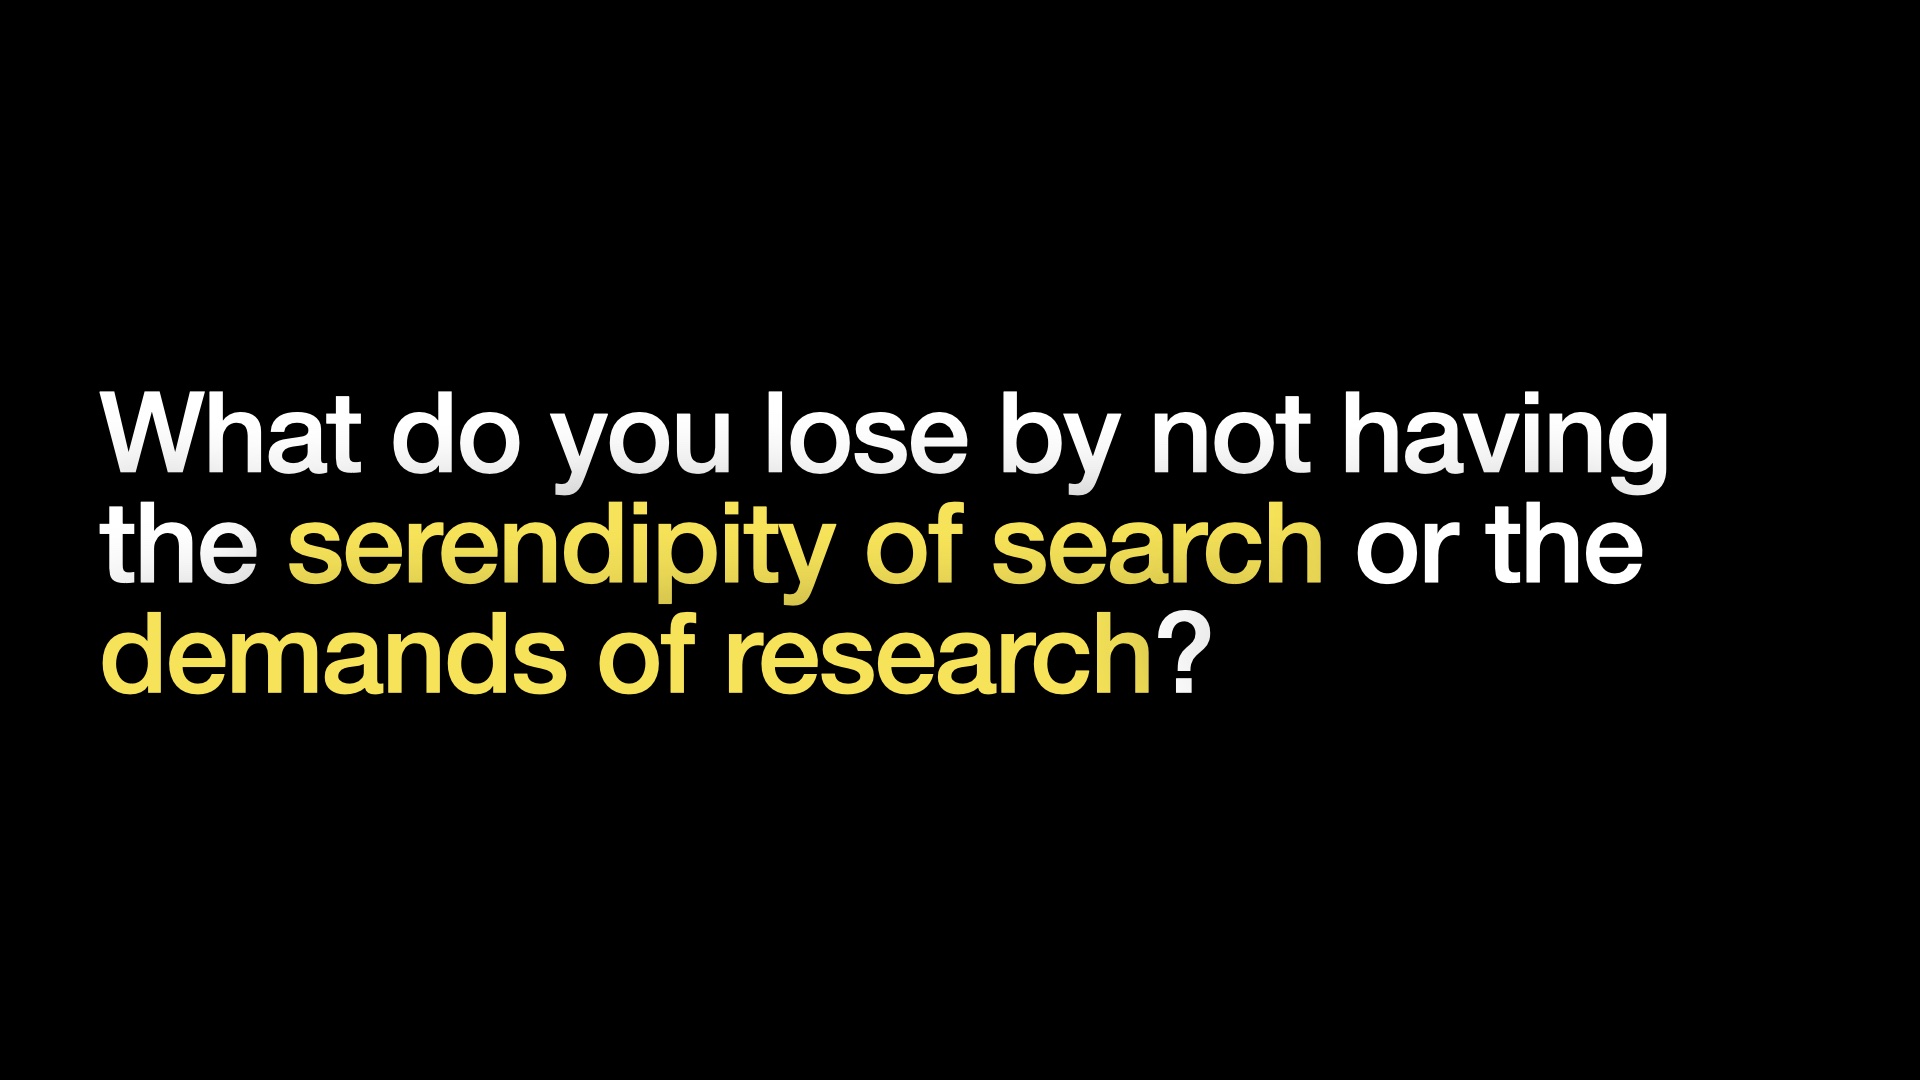 What do you lose by not having
the serendipity of search or the
demands of research?